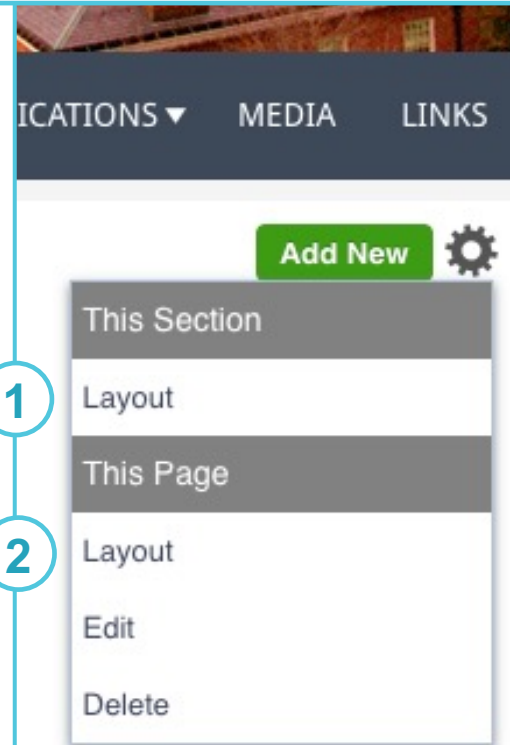 ICATIONS ▼ MEDIA LINKS
Add New
This Section
1 Layout
This Page
2 Layout
Edit
Delete